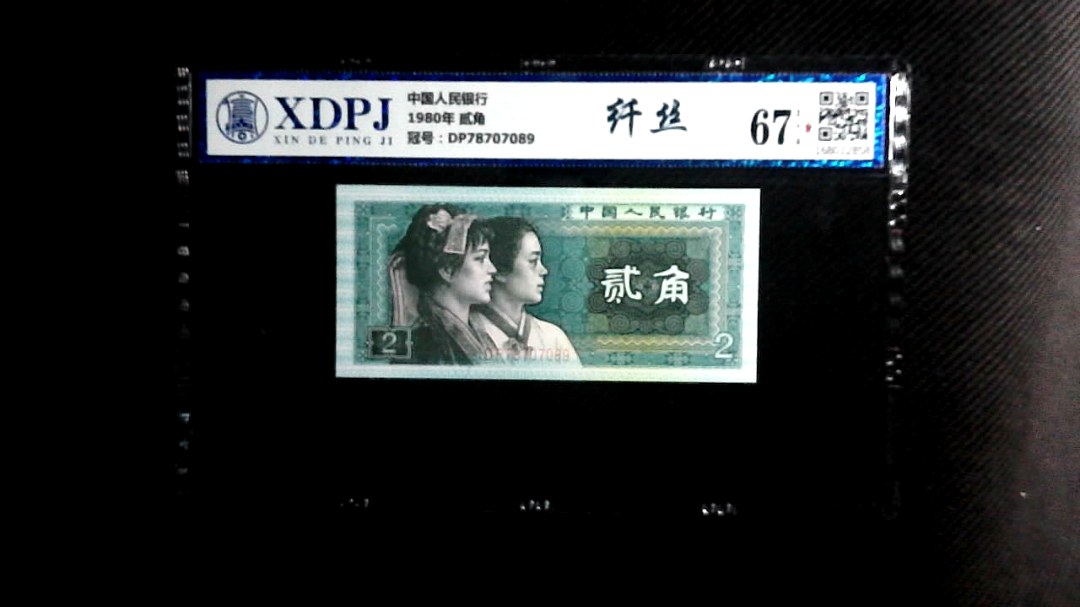 XDPJ
XIN DE PING JI
中国人民银行
1980年 贰角
冠号：DP78707089
纤丝
67
中国人民银行
贰角
2
2
DP78707089